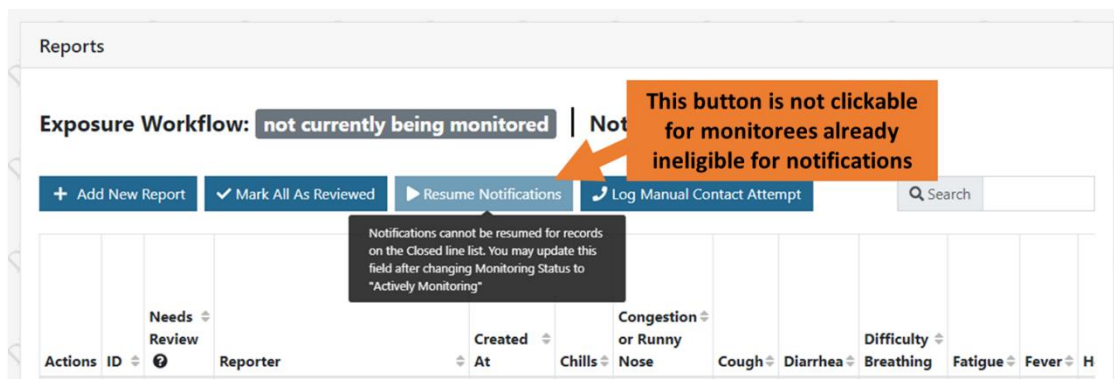 Reports
Exposure Workflow: not currently being monitored | Not
This button is not clickable
for monitorees already
ineligible for notifications
+ Add New Report
Mark All As Reviewed
Resume Notifications
Log Manual Contact Attempt
Search
Notifications cannot be resumed for records
on the Closed line list. You may update this
field after changing Monitoring Status to
"Actively Monitoring"
Actions
ID
Needs
Review
Reporter
Created
At
Chills
Congestion
or Runny
Nose
Cough
Diarrhea
Difficulty
Breathing
Fatigue
Fever